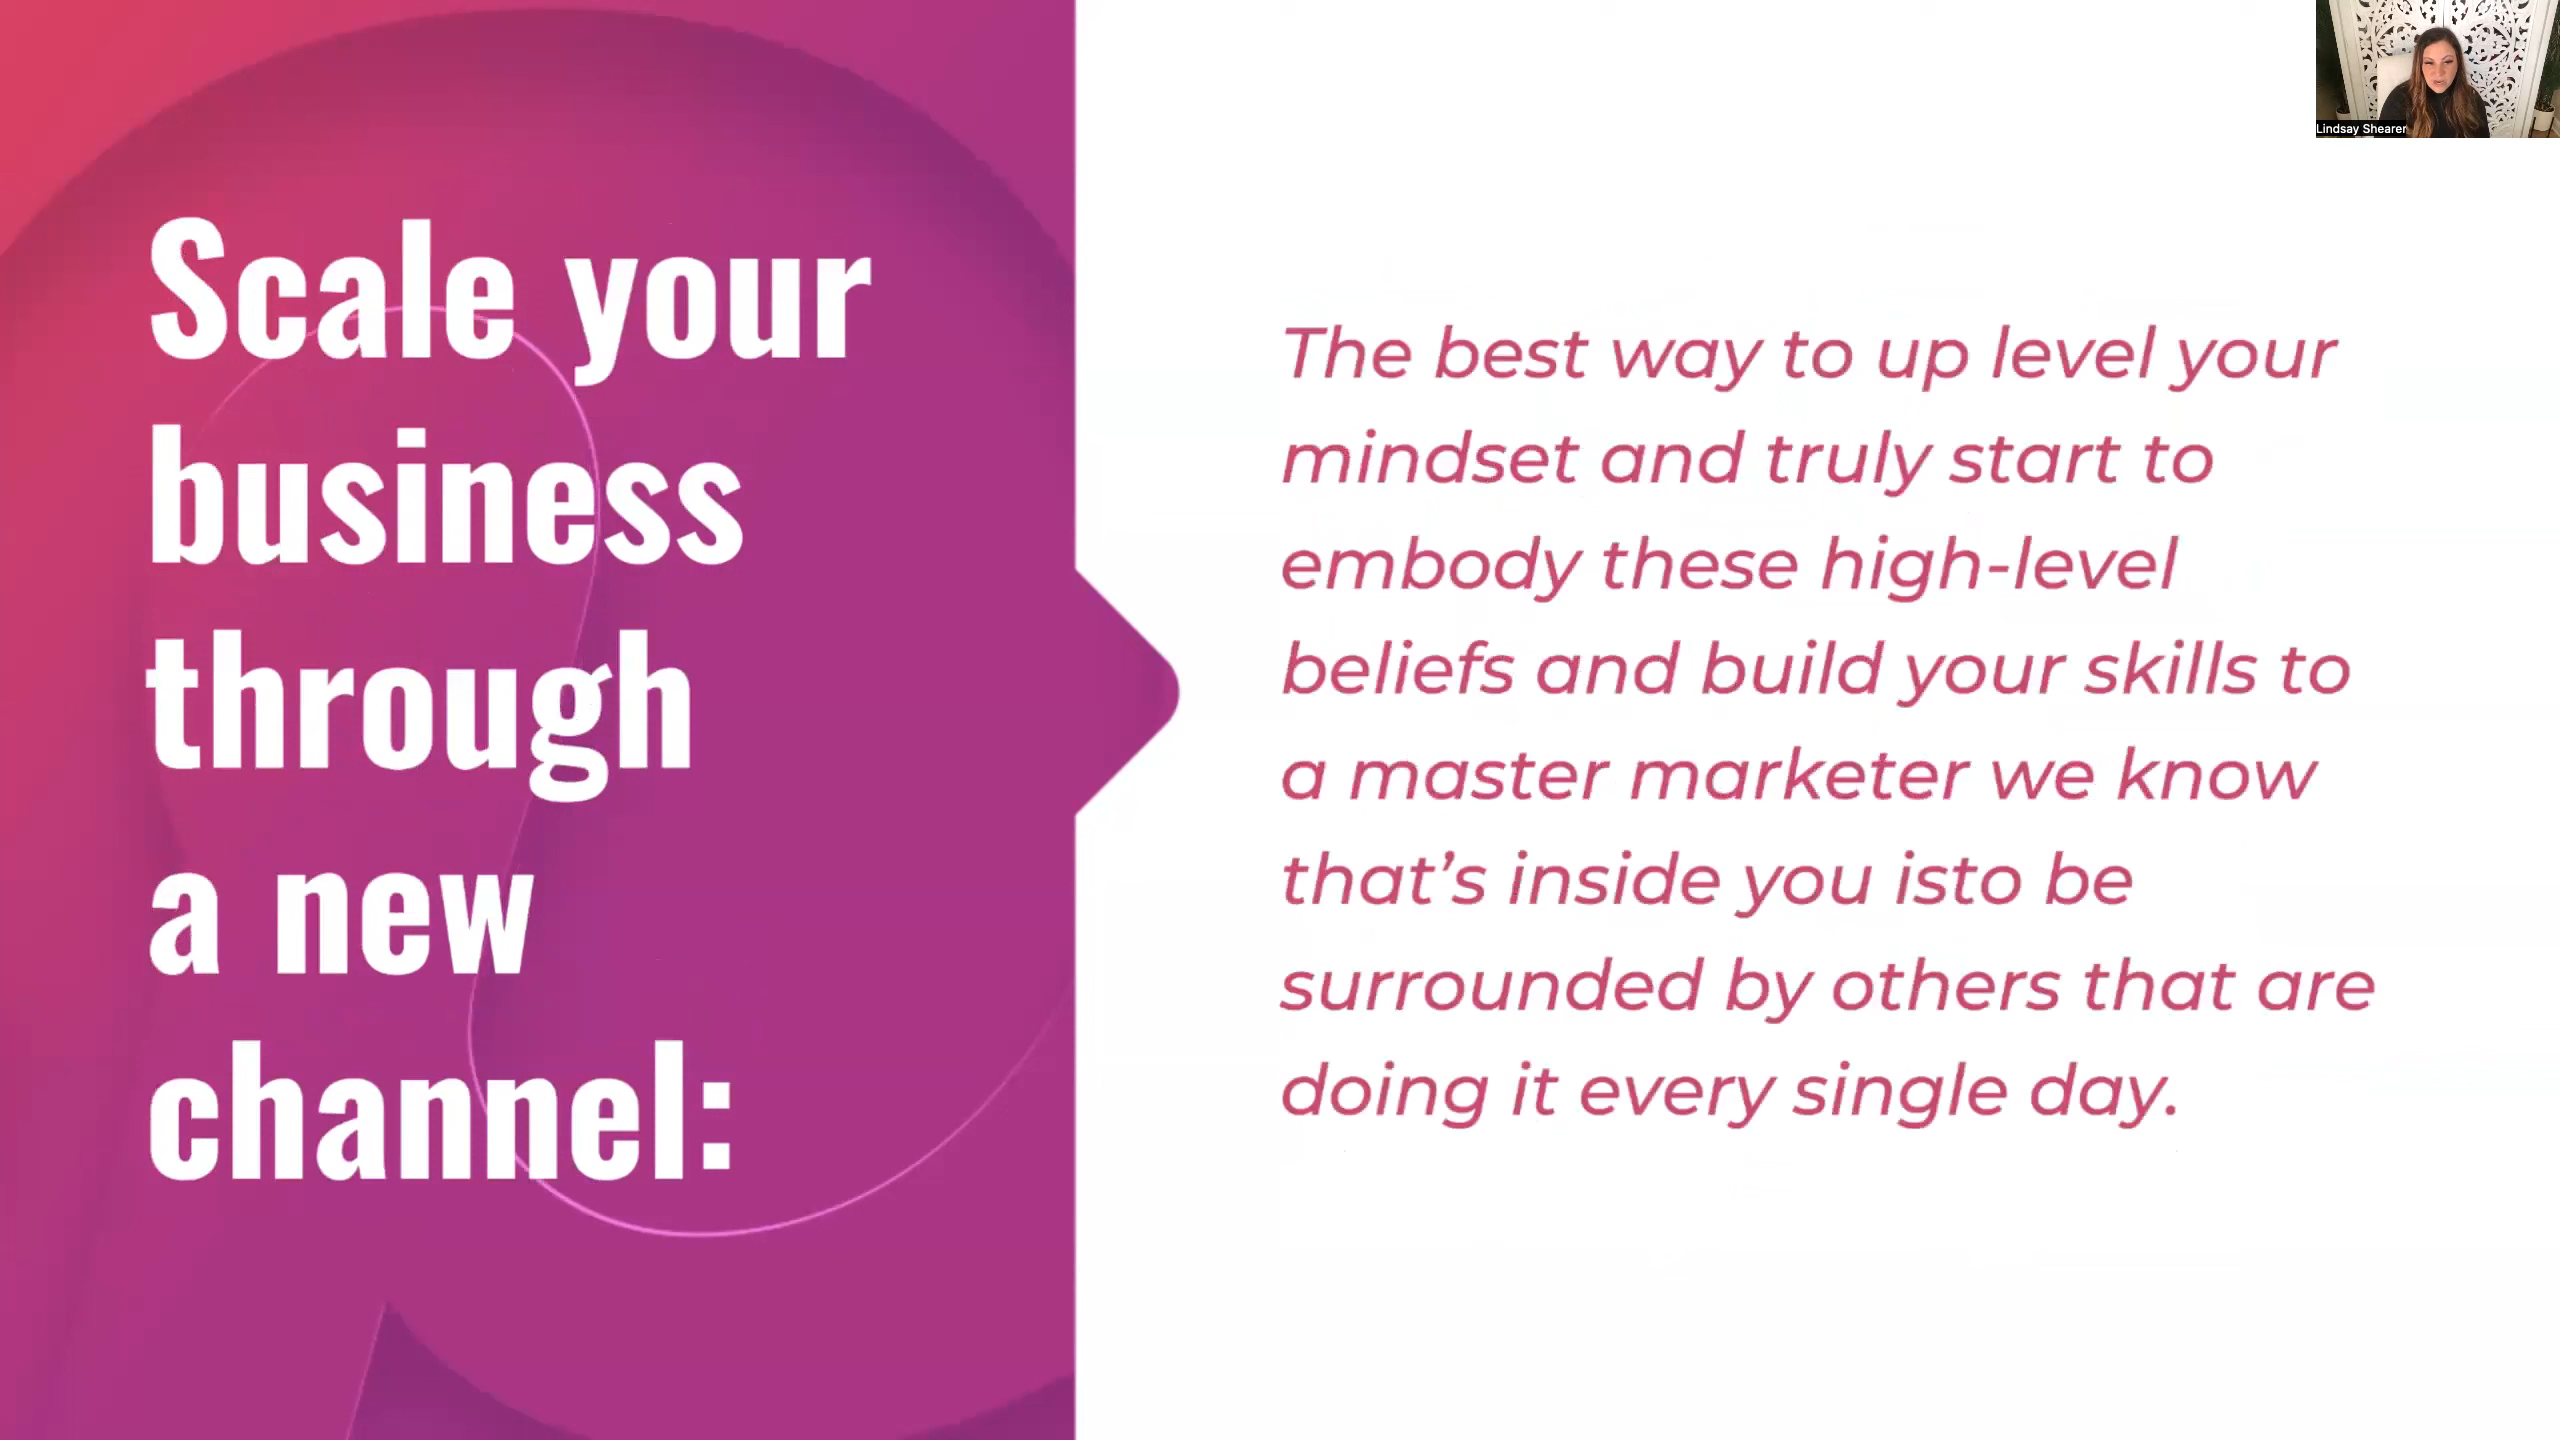 Scale your
business
through
a new
channel:
The best way to up level your
mindset and truly start to
embody these high-level
beliefs and build your skills to
a master marketer we know
that’s inside you isto be
surrounded by others that are
doing it every single day.
Lindsay Shearer